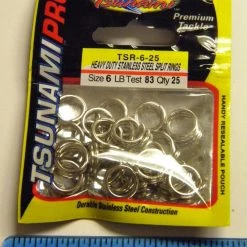 Tsunami
Premium
Tackle
TSUNAMI PRO
TSR-6-25
HEAVY DUTY STAINLESS STEEL SPLIT RINGS
Size 6 LB Test 83 Qty 25
HANDY RESEALABLE POUCH
Durable Stainless Steel Construction